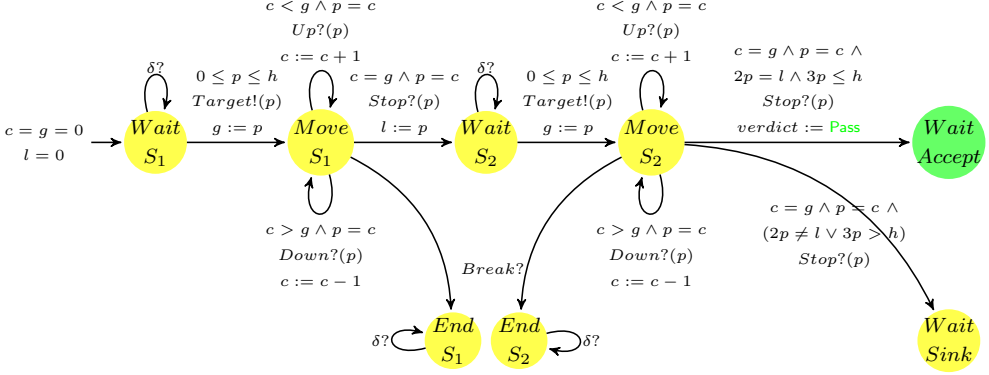 c = g = 0
l = 0
δ?
Wait
S₁
0 ≤ p ≤ h
Target!(p)
g := p
c < g ∧ p = c
Up?(p)
c := c + 1
Move
S₁
c > g ∧ p = c
Down?(p)
c := c − 1
c = g ∧ p = c
Stop?(p)
l := p
δ?
Wait
S₂
0 ≤ p ≤ h
Target!(p)
g := p
c < g ∧ p = c
Up?(p)
c := c + 1
Move
S₂
c > g ∧ p = c
Down?(p)
c := c − 1
c = g ∧ p = c ∧
2p = l ∧ 3p ≤ h
Stop?(p)
verdict := Pass
Wait
Accept
c = g ∧ p = c ∧
(2p ≠ l ∨ 3p > h)
Stop?(p)
Break?
δ?
End
S₁
End
S₂
δ?
Wait
Sink